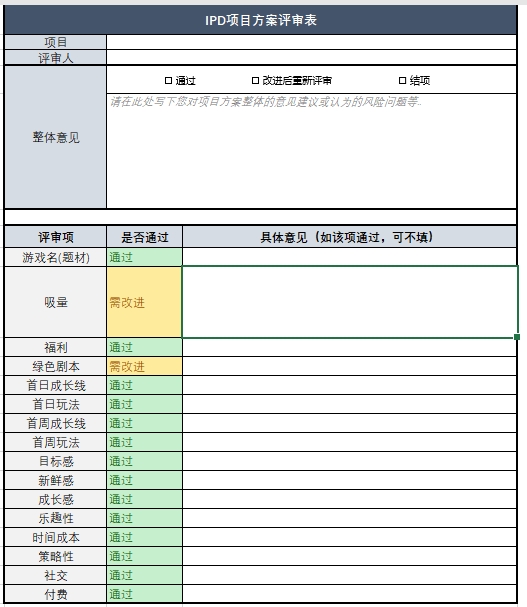 IPD项目方案评审表
项目
评审人
整体意见
□ 通过 □ 改进后重新评审 □ 结项
请在此处写下您对项目方案整体的意见建议或认为的风险问题等。
评审项 是否通过 具体意见（如该项通过，可不填）
游戏名(题材) 通过
吸量 需改进
福利 通过
绿色剧本 需改进
首日成长线 通过
首日玩法 通过
首周成长线 通过
首周玩法 通过
目标感 通过
新鲜感 通过
成长感 通过
乐趣性 通过
时间成本 通过
策略性 通过
社交 通过
付费 通过